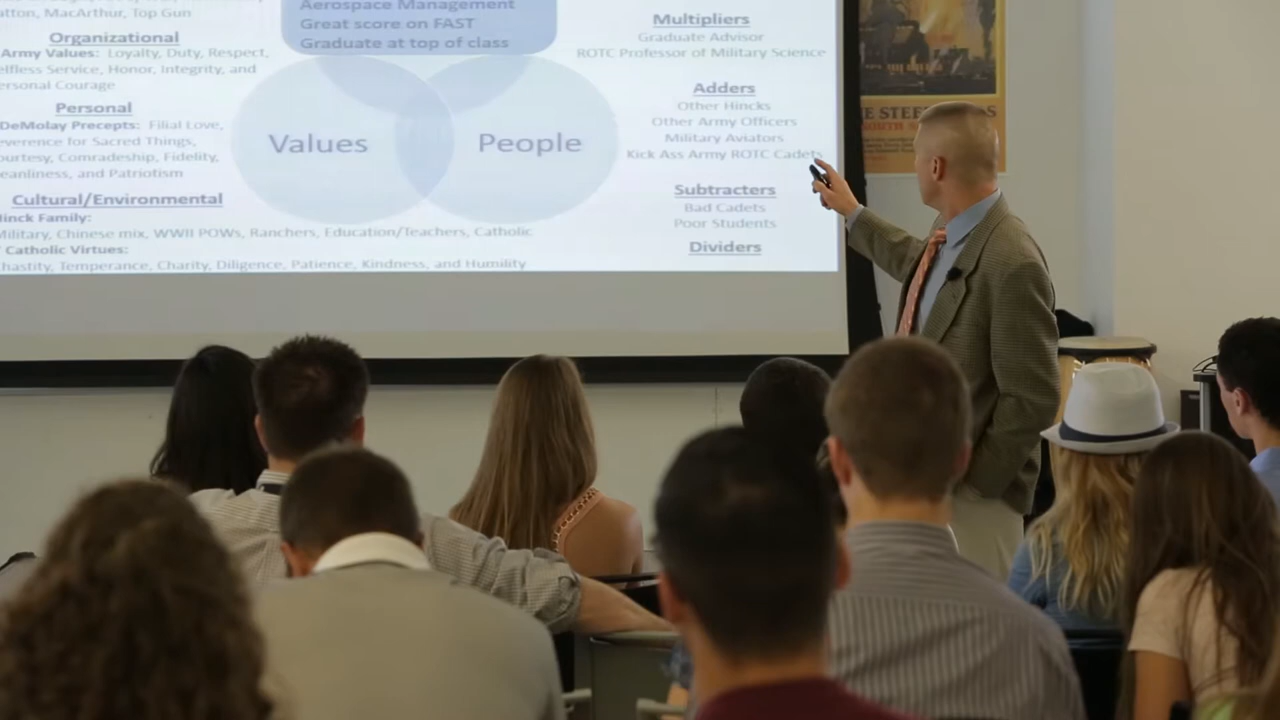 atton, MacArthur, Top Gun
Organizational
Army Values: Loyalty, Duty, Respect,
elfless Service, Honor, Integrity, and
ersonal Courage
Personal
DeMolay Precepts: Filial Love,
everence for Sacred Things,
ourtesy, Comradeship, Fidelity,
eanliness, and Patriotism
Cultural/Environmental
inck Family:
Military, Chinese mix, WWII POWs, Ranchers, Education/Teachers, Catholic
Catholic Virtues:
hastity, Temperance, Charity, Diligence, Patience, Kindness, and Humility
Aerospace Management
Great score on FAST
Graduate at top of class
Values
People
Multipliers
Graduate Advisor
ROTC Professor of Military Science
Adders
Other Hincks
Other Army Officers
Military Aviators
Kick Ass Army ROTC Cadets
Subtracters
Bad Cadets
Poor Students
Dividers
E STEE S